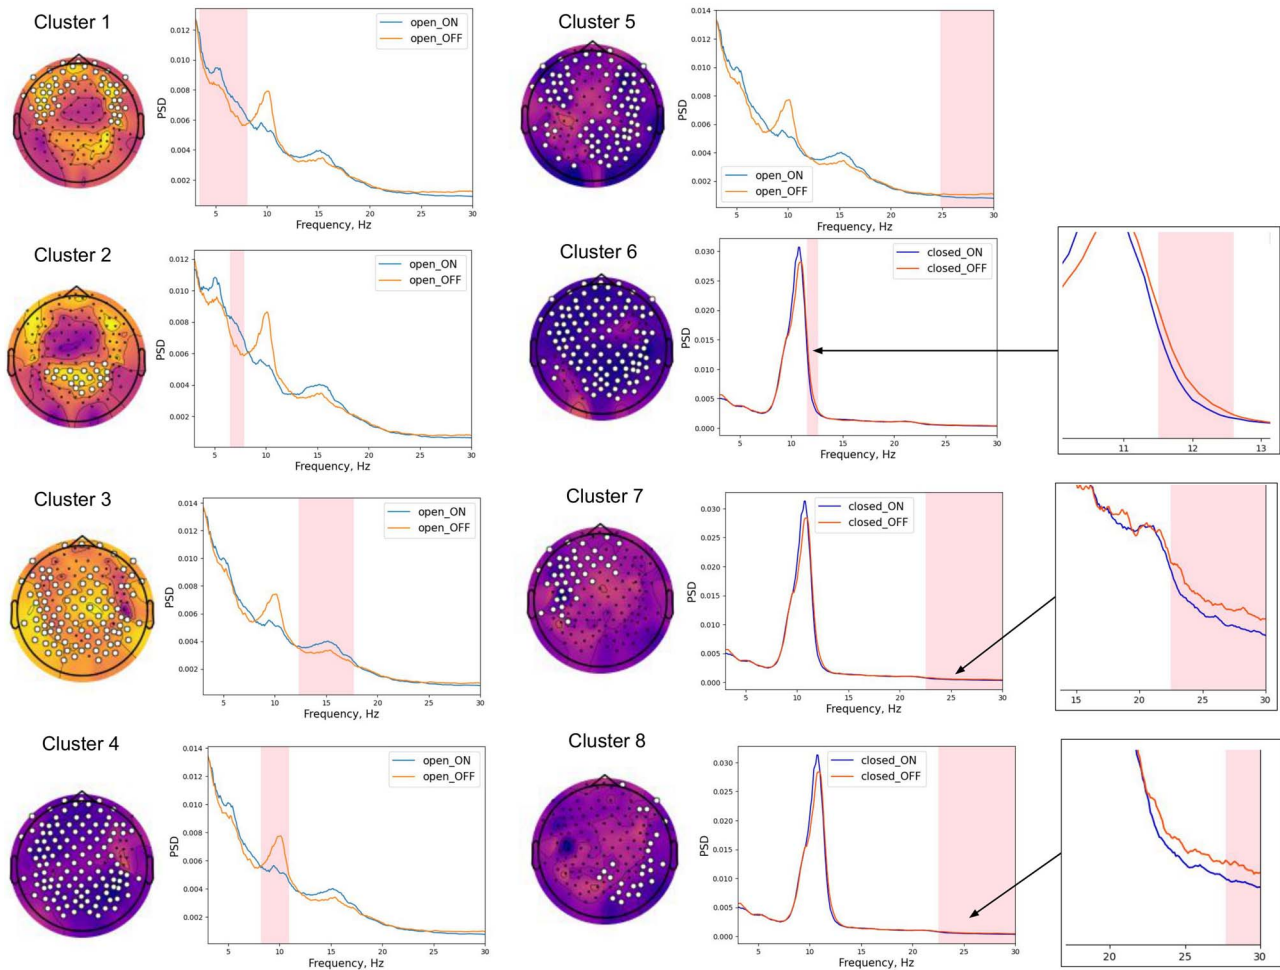 Cluster 1
open_ON
open_OFF
PSD
0.012
0.010
0.008
0.006
0.004
0.002
5 10 15 20 25 30
Frequency, Hz
Cluster 5
open_ON
open_OFF
PSD
0.012
0.010
0.008
0.006
0.004
0.002
5 10 15 20 25 30
Frequency, Hz
Cluster 2
open_ON
open_OFF
PSD
0.012
0.010
0.008
0.006
0.004
0.002
5 10 15 20 25 30
Frequency, Hz
Cluster 6
closed_ON
closed_OFF
PSD
0.030
0.025
0.020
0.015
0.010
0.005
0.000
5 10 15 20 25 30
Frequency, Hz
11 12 13
Cluster 3
open_ON
open_OFF
PSD
0.014
0.012
0.010
0.008
0.006
0.004
0.002
5 10 15 20 25 30
Frequency, Hz
Cluster 7
closed_ON
closed_OFF
PSD
0.030
0.025
0.020
0.015
0.010
0.005
0.000
5 10 15 20 25 30
Frequency, Hz
15 20 25 30
Cluster 4
open_ON
open_OFF
PSD
0.014
0.012
0.010
0.008
0.006
0.004
0.002
5 10 15 20 25 30
Frequency, Hz
Cluster 8
closed_ON
closed_OFF
PSD
0.030
0.025
0.020
0.015
0.010
0.005
0.000
5 10 15 20 25 30
Frequency, Hz
20 25 30